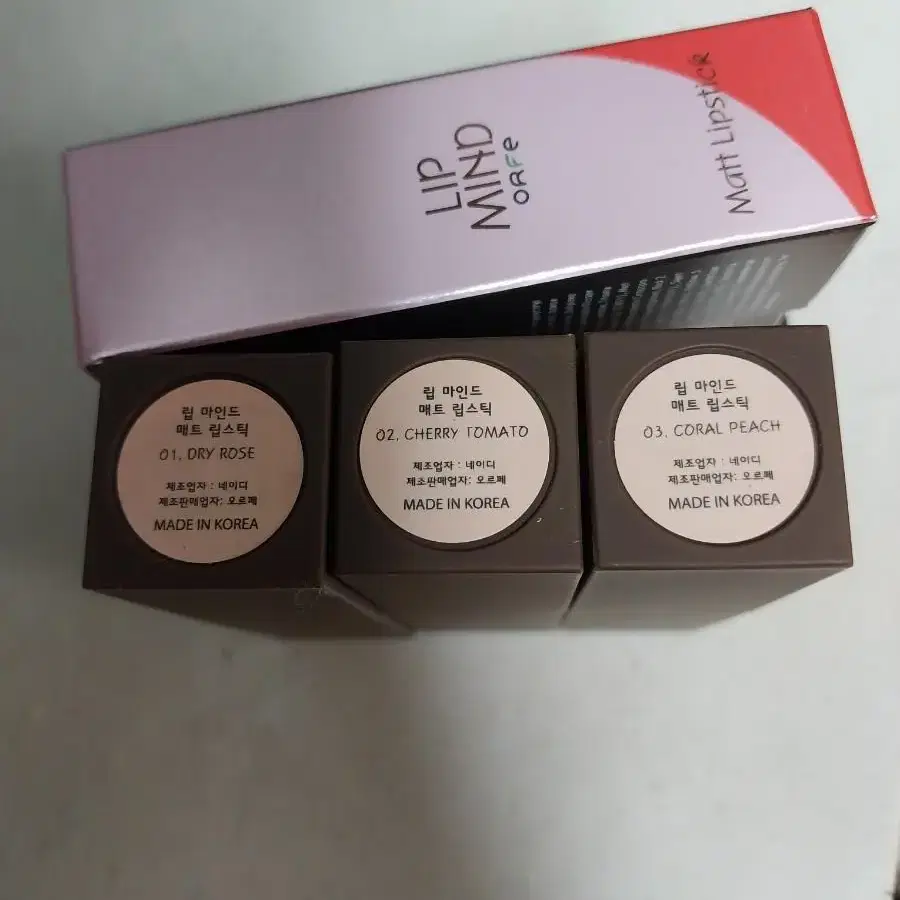 LIP
MIND
ORFE
Matt Lipstick
립 마인드
매트 립스틱
01. DRY ROSE
제조업자 : 네이디
제조판매업자: 오르페
MADE IN KOREA
립 마인드
매트 립스틱
02. CHERRY TOMATO
제조업자 : 네이디
제조판매업자: 오르페
MADE IN KOREA
립 마인드
매트 립스틱
03. CORAL PEACH
제조업자 : 네이디
제조판매업자: 오르페
MADE IN KOREA